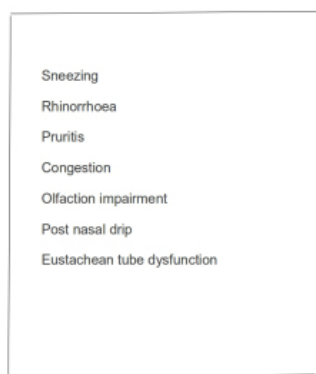 Sneezing
Rhinorrhoea
Pruritis
Congestion
Olfaction impairment
Post nasal drip
Eustachean tube dysfunction